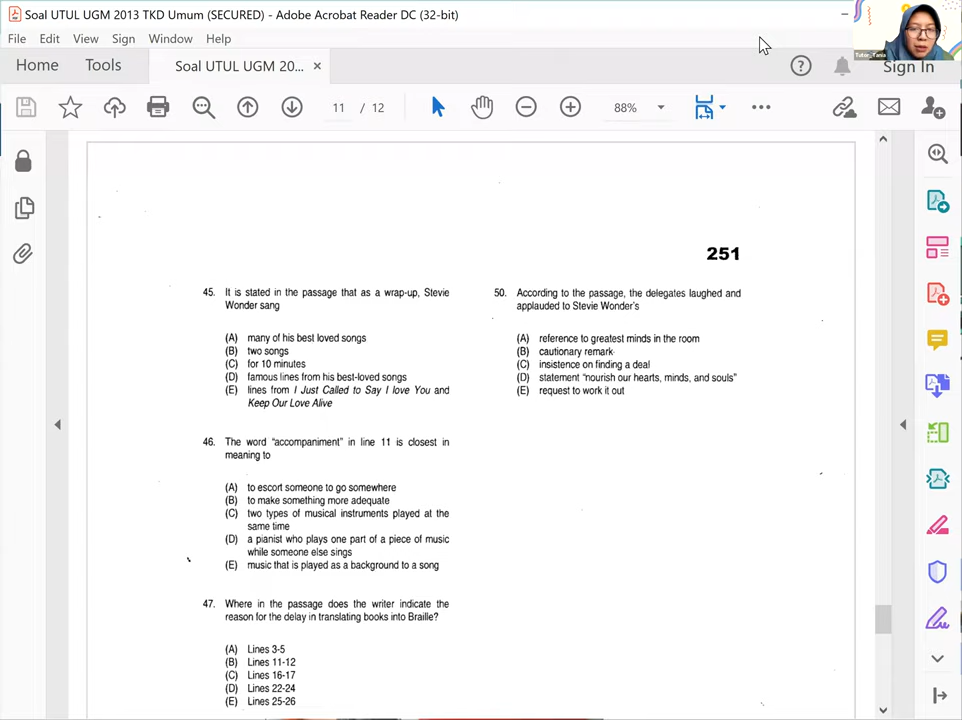 Soal UTUL UGM 2013 TKD Umum (SECURED) - Adobe Acrobat Reader DC (32-bit)
File Edit View Sign Window Help
Home Tools Soal UTUL UGM 20... × Sign In
11 / 12 88%
251
45. It is stated in the passage that as a wrap-up, Stevie
Wonder sang
(A) many of his best loved songs
(B) two songs
(C) for 10 minutes
(D) famous lines from his best-loved songs
(E) lines from I Just Called to Say I love You and
Keep Our Love Alive
46. The word "accompaniment" in line 11 is closest in
meaning to
(A) to escort someone to go somewhere
(B) to make something more adequate
(C) two types of musical instruments played at the
same time
(D) a pianist who plays one part of a piece of music
while someone else sings
(E) music that is played as a background to a song
47. Where in the passage does the writer indicate the
reason for the delay in translating books into Braille?
(A) Lines 3-5
(B) Lines 11-12
(C) Lines 16-17
(D) Lines 22-24
(E) Lines 25-26
50. According to the passage, the delegates laughed and
applauded to Stevie Wonder's
(A) reference to greatest minds in the room
(B) cautionary remark
(C) insistence on finding a deal
(D) statement "nourish our hearts, minds, and souls"
(E) request to work it out